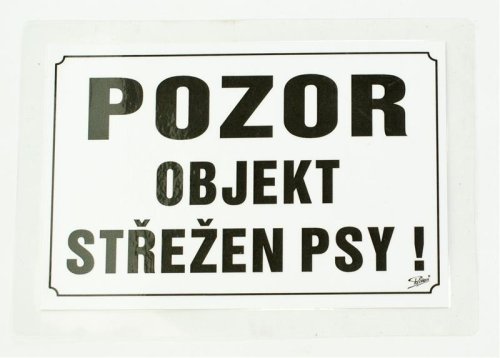 POZOR
OBJEKT
STŘEŽEN PSY !